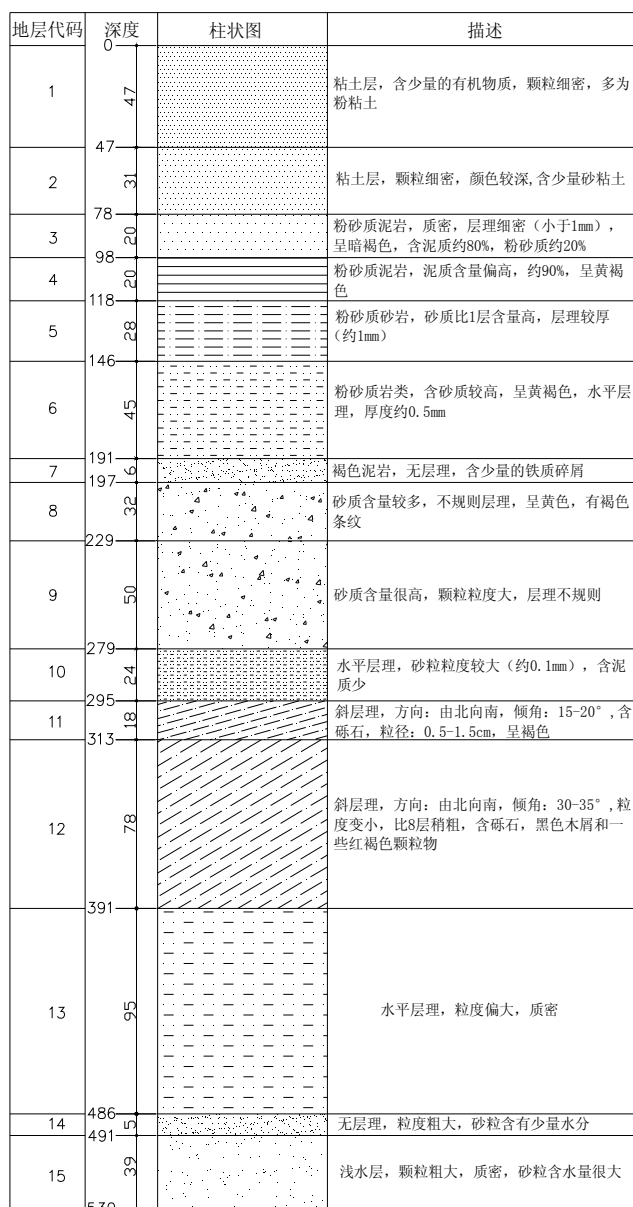 地层代码 深度 柱状图 描述
0
1 47 粘土层，含少量的有机物质，颗粒细密，多为
粉粘土
47
2 31 粘土层，颗粒细密，颜色较深,含少量砂粘土
78
3 20 粉砂质泥岩，质密，层理细密（小于1mm），
呈暗褐色，含泥质约80%，粉砂质约20%
98
4 20 粉砂质泥岩，泥质含量偏高，约90%，呈黄褐
色
118
5 28 粉砂质砂岩，砂质比1层含量高，层理较厚
（约1mm）
146
6 45 粉砂质岩类，含砂质较高，呈黄褐色，水平层
理，厚度约0.5mm
191
7 6 褐色泥岩，无层理，含少量的铁质碎屑
197
8 32 砂质含量较多，不规则层理，呈黄色，有褐色
条纹
229
9 50 砂质含量很高，颗粒粒度大，层理不规则
279
10 24 水平层理，砂粒粒度较大（约0.1mm），含泥
质少
295
11 18 斜层理，方向：由北向南，倾角：15-20°,含
砾石，粒径：0.5-1.5cm，呈褐色
313
12 78 斜层理，方向：由北向南，倾角：30-35°,粒
度变小，比8层稍粗，含砾石，黑色木屑和一
些红褐色颗粒物
391
13 95 水平层理，粒度偏大，质密
486
14 5 无层理，粒度粗大，砂粒含有少量水分
491
15 39 浅水层，颗粒粗大，质密，砂粒含水量很大
530